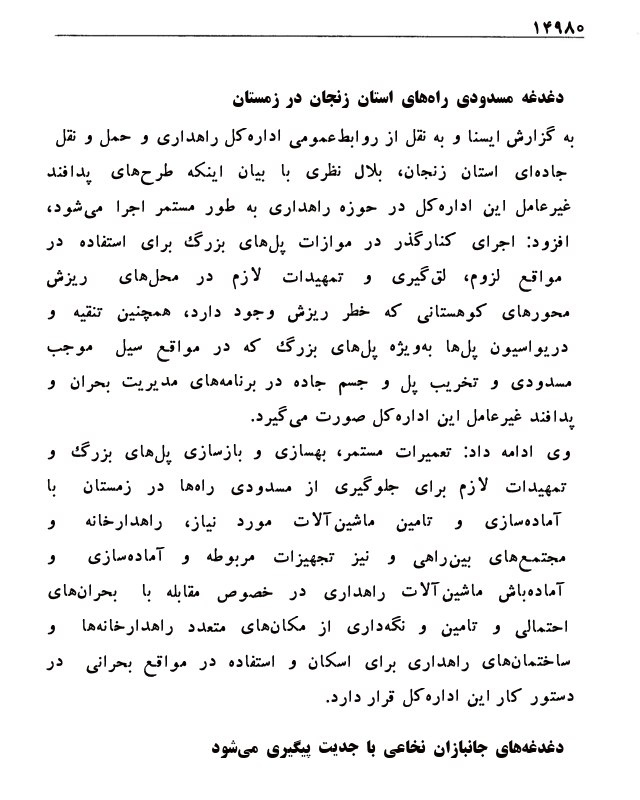 ۱۴۹۸۰
دغدغه مسدودی راه‌های استان زنجان در زمستان
به گزارش ایسنا و به نقل از روابط‌عمومی اداره‌کل راهداری و حمل و نقل
جاده‌ای استان زنجان، بلال نظری با بیان اینکه طرح‌های پدافند
غیرعامل این اداره‌کل در حوزه راهداری به طور مستمر اجرا می‌شود،
افزود: اجرای کنارگذر در موازات پل‌های بزرگ برای استفاده در
مواقع لزوم، لق‌گیری و تمهیدات لازم در محل‌های ریزش
محورهای کوهستانی که خطر ریزش وجود دارد، همچنین تنقیه و
دریواسیون پل‌ها به‌ویژه پل‌های بزرگ که در مواقع سیل موجب
مسدودی و تخریب پل و جسم جاده در برنامه‌های مدیریت بحران و
پدافند غیرعامل این اداره‌کل صورت می‌گیرد.
وی ادامه داد: تعمیرات مستمر، بهسازی و بازسازی پل‌های بزرگ و
تمهیدات لازم برای جلوگیری از مسدودی راه‌ها در زمستان با
آماده‌سازی و تامین ماشین‌آلات مورد نیاز، راهدارخانه و
مجتمع‌های بین‌راهی و نیز تجهیزات مربوطه و آماده‌سازی و
آماده‌باش ماشین‌آلات راهداری در خصوص مقابله با بحران‌های
احتمالی و تامین و نگه‌داری از مکان‌های متعدد راهدارخانه‌ها و
ساختمان‌های راهداری برای اسکان و استفاده در مواقع بحرانی در
دستور کار این اداره‌کل قرار دارد.
دغدغه‌های جانبازان نخاعی با جدیت پیگیری می‌شود